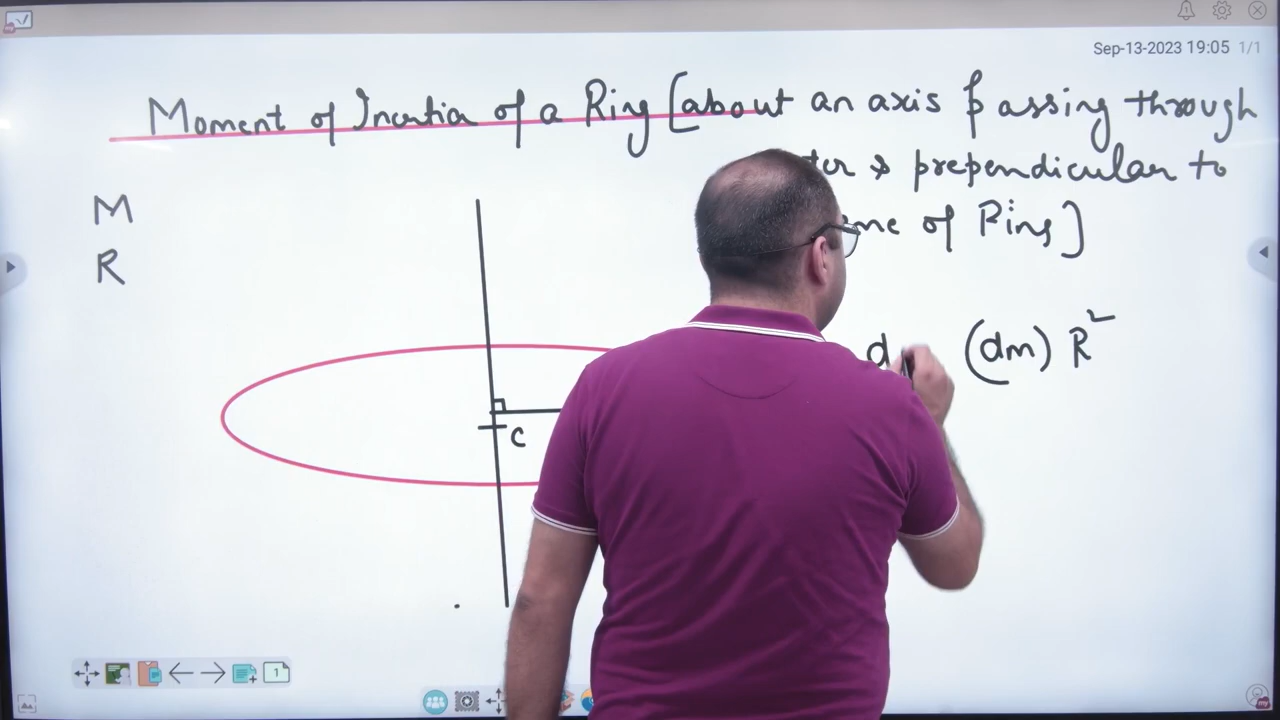 Sep-13-2023 19:05 1/1
Moment of Inertia of a Ring [about an axis passing through
& prependicular to
of Ring]
M
R
d (dm) R²
C
1